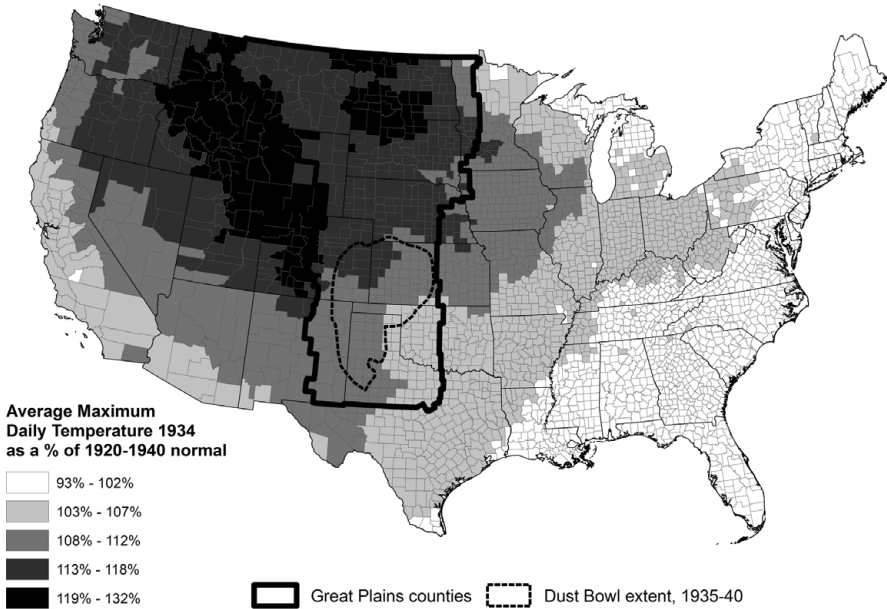 Average Maximum
Daily Temperature 1934
as a % of 1920-1940 normal
93% - 102%
103% - 107%
108% - 112%
113% - 118%
119% - 132%
Great Plains counties
Dust Bowl extent, 1935-40